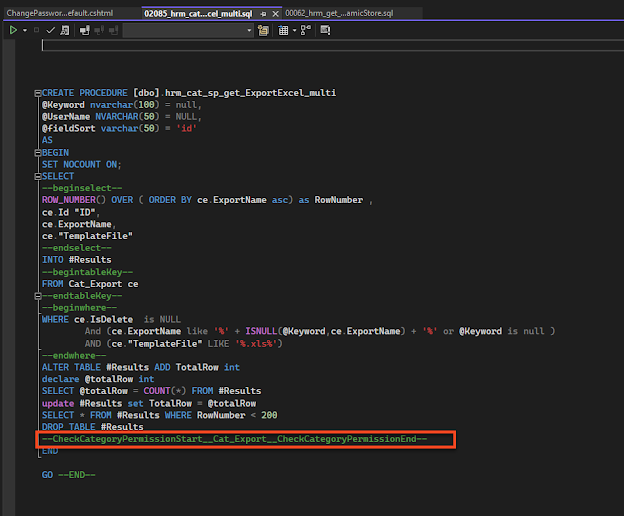 ChangePasswor...efault.cshtml
02085_hrm_cat...cel_multi.sql
00062_hrm_get_...amicStore.sql
CREATE PROCEDURE [dbo].hrm_cat_sp_get_ExportExcel_multi
@Keyword nvarchar(100) = null,
@UserName NVARCHAR(50) = NULL,
@fieldSort varchar(50) = 'id'
AS
BEGIN
SET NOCOUNT ON;
SELECT
--beginselect--
ROW_NUMBER() OVER ( ORDER BY ce.ExportName asc) as RowNumber ,
ce.Id "ID",
ce.ExportName,
ce."TemplateFile"
--endselect--
INTO #Results
--begintableKey--
FROM Cat_Export ce
--endtableKey--
--beginwhere--
WHERE ce.IsDelete  is NULL
And (ce.ExportName like '%' + ISNULL(@Keyword,ce.ExportName) + '%' or @Keyword is null )
AND (ce."TemplateFile" LIKE '%.xls%')
--endwhere--
ALTER TABLE #Results ADD TotalRow int
declare @totalRow int
SELECT @totalRow = COUNT(*) FROM #Results
update #Results set TotalRow = @totalRow
SELECT * FROM #Results WHERE RowNumber < 200
DROP TABLE #Results
--CheckCategoryPermissionStart__Cat_Export__CheckCategoryPermissionEnd--
END
GO --END--